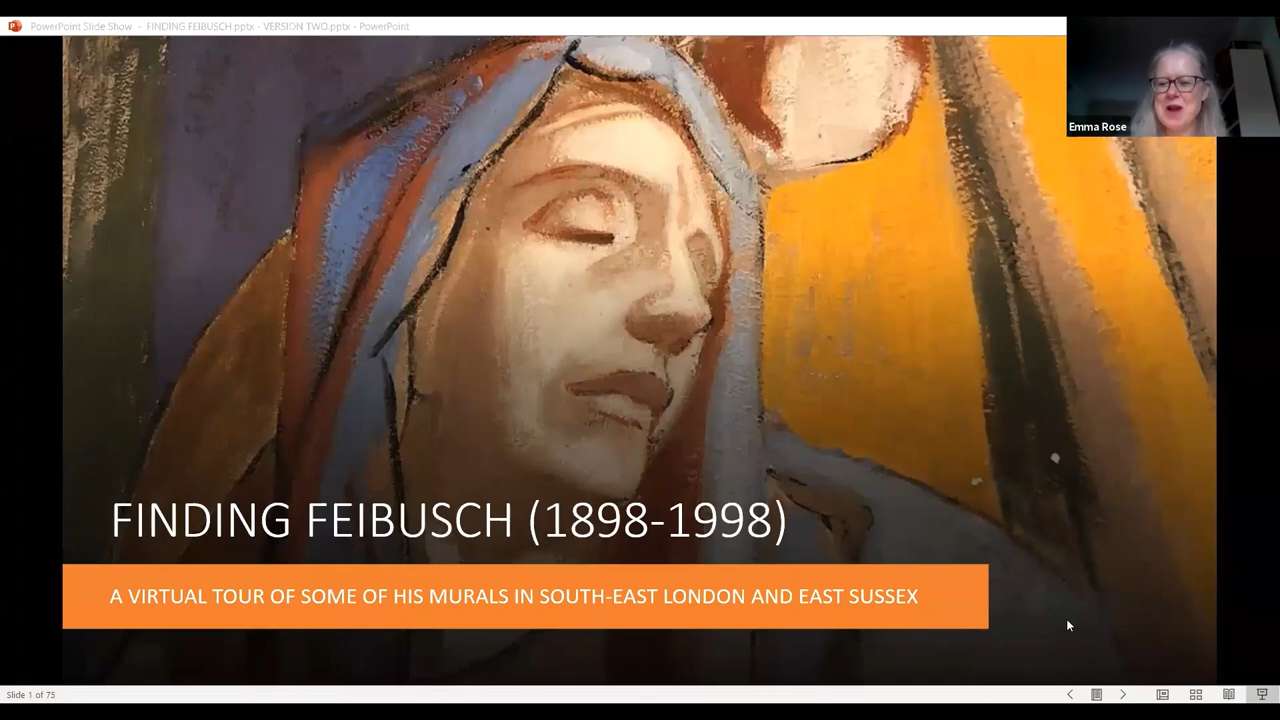 PowerPoint Slide Show - FINDING FEIBUSCH.pptx - VERSION TWO.pptx - PowerPoint
Emma Rose
FINDING FEIBUSCH (1898-1998)
A VIRTUAL TOUR OF SOME OF HIS MURALS IN SOUTH-EAST LONDON AND EAST SUSSEX
Slide 1 of 75